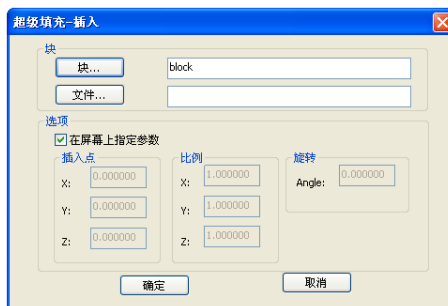 超级填充-插入
块
块... block
文件...
选项
在屏幕上指定参数
插入点 比例 旋转
X: 0.000000 X: 1.000000 Angle: 0.000000
Y: 0.000000 Y: 1.000000
Z: 0.000000 Z: 1.000000
确定 取消